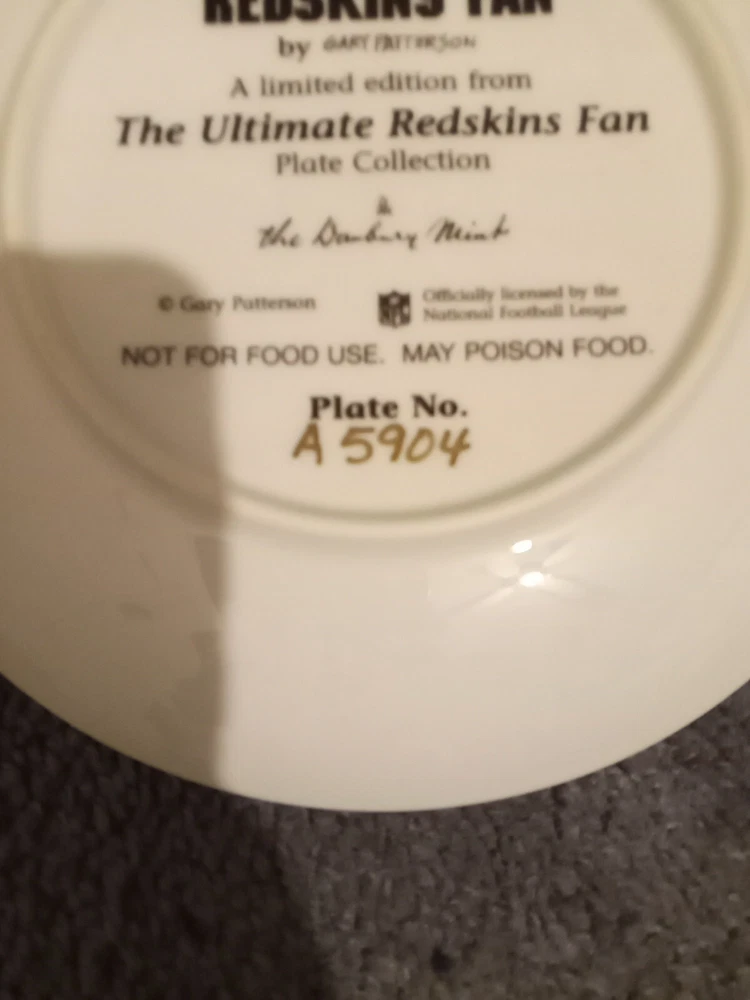 REDSKINS FAN
by GARY PATTERSON
A limited edition from
The Ultimate Redskins Fan
Plate Collection
the Danbury Mint
© Gary Patterson
NFL
Officially licensed by the
National Football League
NOT FOR FOOD USE. MAY POISON FOOD.
Plate No.
A 5904